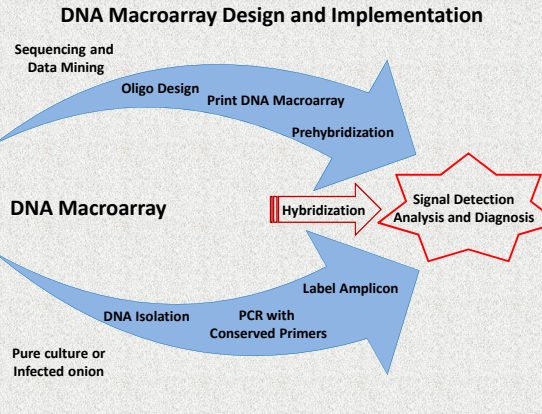 DNA Macroarray Design and Implementation
Sequencing and
Data Mining
Oligo Design
Print DNA Macroarray
Prehybridization
DNA Macroarray
Hybridization
Signal Detection
Analysis and Diagnosis
Label Amplicon
DNA Isolation
PCR with
Conserved Primers
Pure culture or
Infected onion